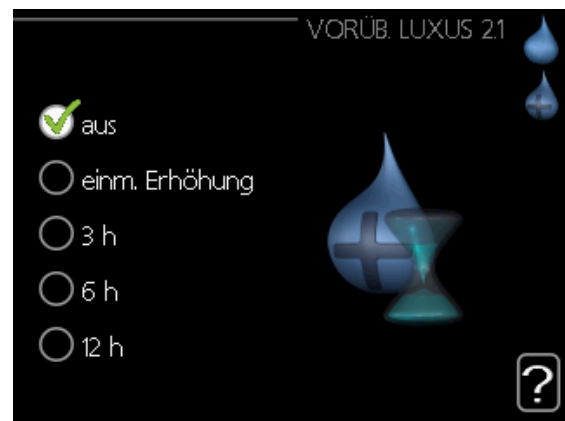 VORÜB. LUXUS 2.1
aus
einm. Erhöhung
3 h
6 h
12 h
?